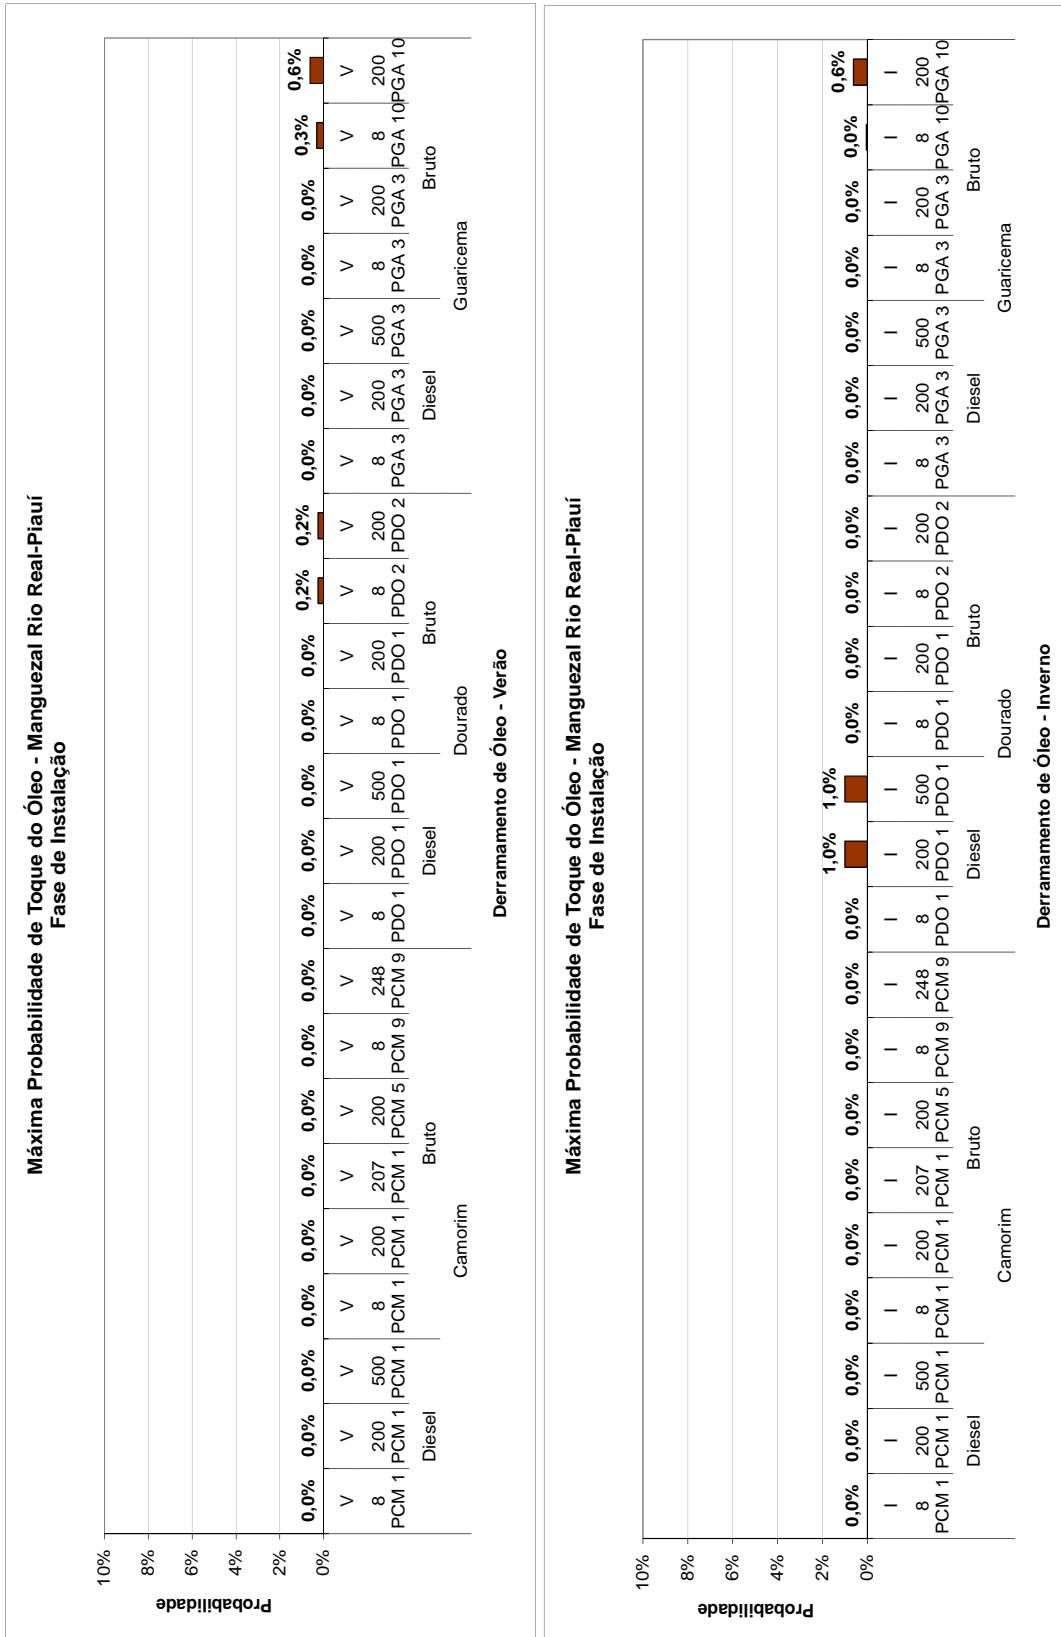 Máxima Probabilidade de Toque do Óleo - Manguezal Rio Real-Piauí
Fase de Instalação
Probabilidade
10%
8%
6%
4%
2%
0%
0,0% 0,0% 0,0% 0,0% 0,0% 0,0% 0,0% 0,0% 0,0% 0,0% 0,0% 0,0% 0,0% 0,0% 0,2% 0,2% 0,0% 0,0% 0,0% 0,0% 0,0% 0,3% 0,6%
V V V V V V V V V V V V V V V V V V V V V V V
8 200 500 8 200 207 200 8 248 8 200 500 8 200 8 200 8 200 500 8 200 8 200
PCM 1 PCM 1 PCM 1 PCM 1 PCM 1 PCM 1 PCM 5 PCM 9 PCM 9 PDO 1 PDO 1 PDO 1 PDO 1 PDO 1 PDO 2 PDO 2 PGA 3 PGA 3 PGA 3 PGA 3 PGA 3 PGA 10 PGA 10
Diesel Bruto Diesel Bruto Diesel Bruto
Camorim Dourado Guaricema
Derramamento de Óleo - Verão
Máxima Probabilidade de Toque do Óleo - Manguezal Rio Real-Piauí
Fase de Instalação
Probabilidade
10%
8%
6%
4%
2%
0%
0,0% 0,0% 0,0% 0,0% 0,0% 0,0% 0,0% 0,0% 0,0% 0,0% 1,0% 1,0% 0,0% 0,0% 0,0% 0,0% 0,0% 0,0% 0,0% 0,0% 0,0% 0,0% 0,6%
I I I I I I I I I I I I I I I I I I I I I I I
8 200 500 8 200 207 200 8 248 8 200 500 8 200 8 200 8 200 500 8 200 8 200
PCM 1 PCM 1 PCM 1 PCM 1 PCM 1 PCM 1 PCM 5 PCM 9 PCM 9 PDO 1 PDO 1 PDO 1 PDO 1 PDO 1 PDO 2 PDO 2 PGA 3 PGA 3 PGA 3 PGA 3 PGA 3 PGA 10 PGA 10
Diesel Bruto Diesel Bruto Diesel Bruto
Camorim Dourado Guaricema
Derramamento de Óleo - Inverno